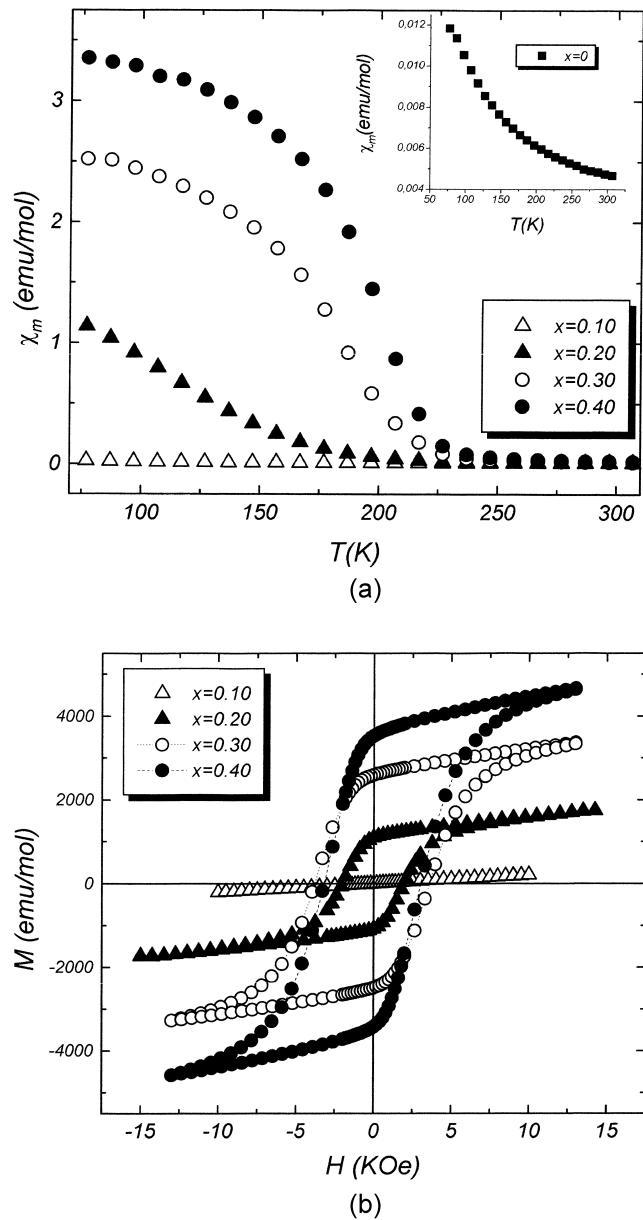 0,012
0,010
0,008
0,006
0,004
χm(emu/mol)
x=0
50 100 150 200 250 300
T(K)
3
2
1
0
χm (emu/mol)
x=0.10
x=0.20
x=0.30
x=0.40
100 150 200 250 300
T(K)
(a)
x=0.10
x=0.20
x=0.30
x=0.40
4000
2000
0
-2000
-4000
M (emu/mol)
-15 -10 -5 0 5 10 15
H (KOe)
(b)